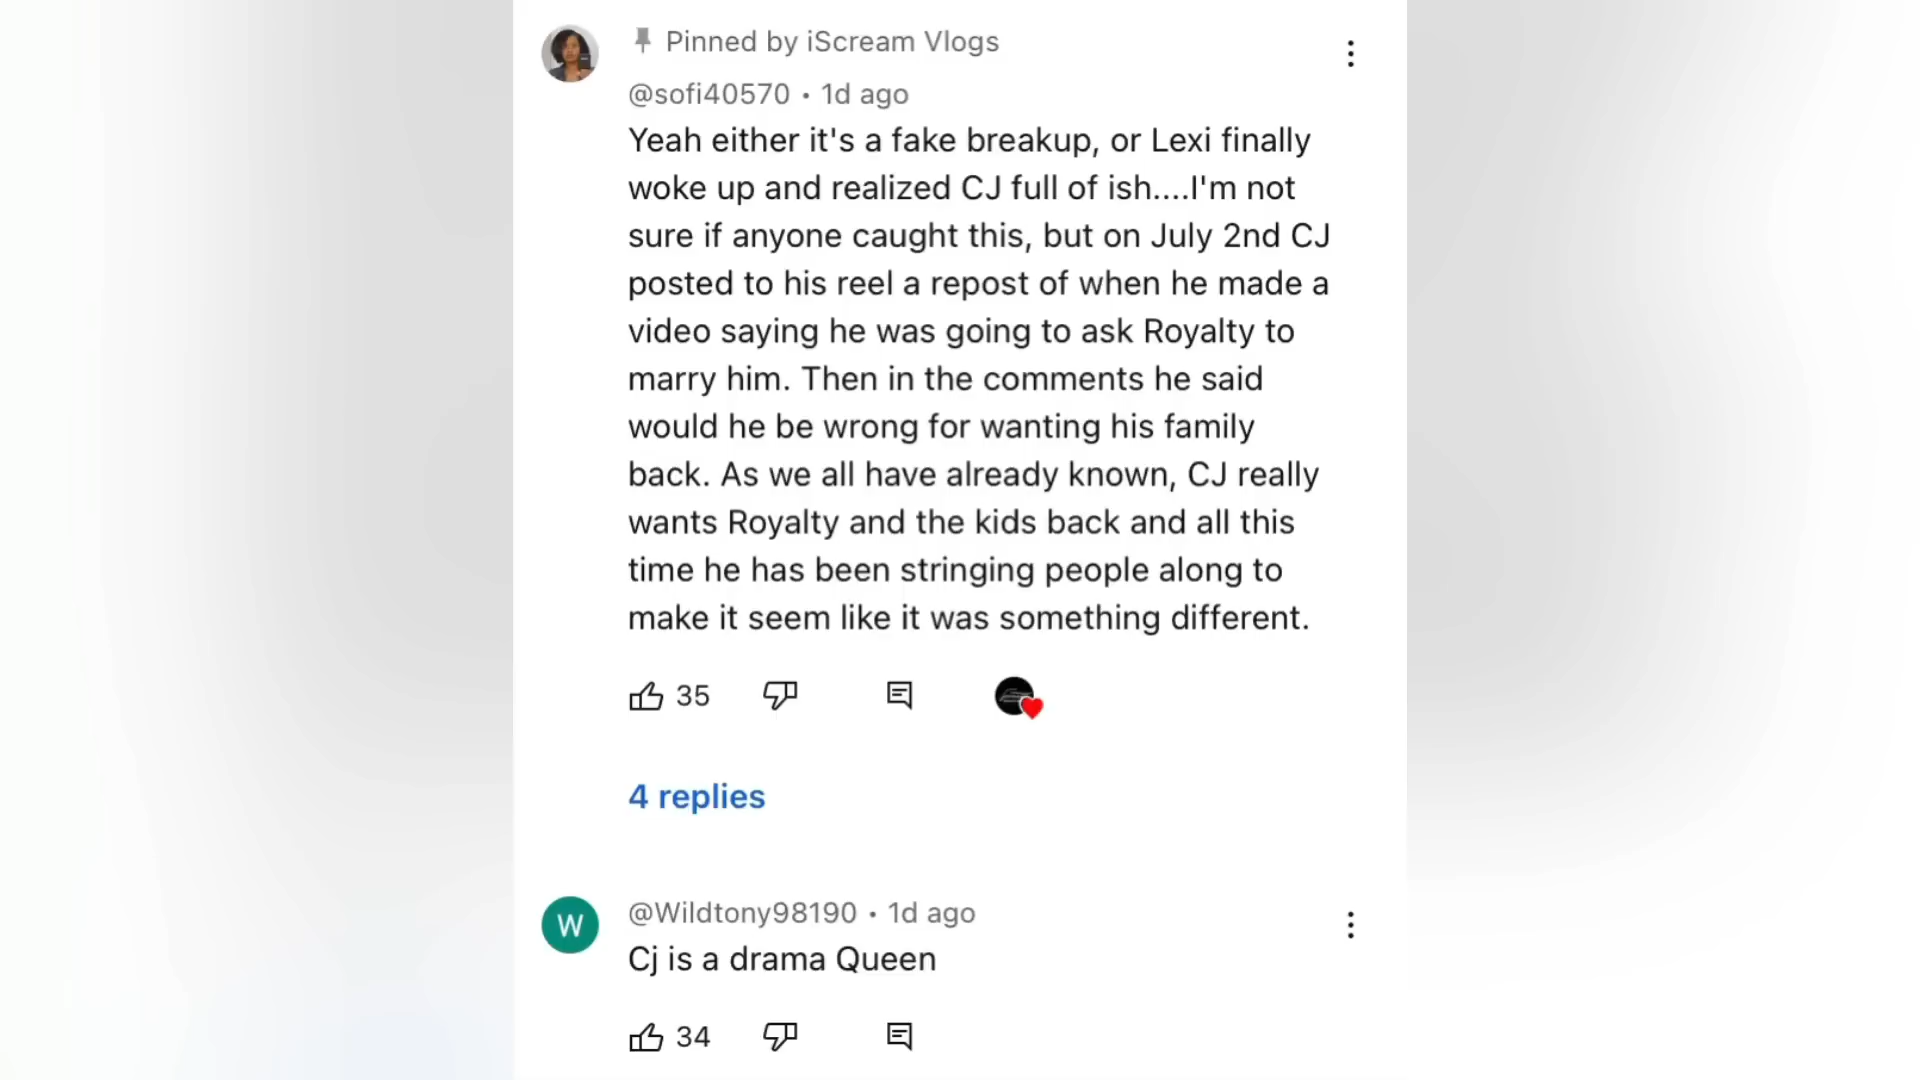 Pinned by iScream Vlogs
@sofi40570 • 1d ago
Yeah either it's a fake breakup, or Lexi finally
woke up and realized CJ full of ish....I'm not
sure if anyone caught this, but on July 2nd CJ
posted to his reel a repost of when he made a
video saying he was going to ask Royalty to
marry him. Then in the comments he said
would he be wrong for wanting his family
back. As we all have already known, CJ really
wants Royalty and the kids back and all this
time he has been stringing people along to
make it seem like it was something different.
35
4 replies
W
@Wildtony98190 • 1d ago
Cj is a drama Queen
34